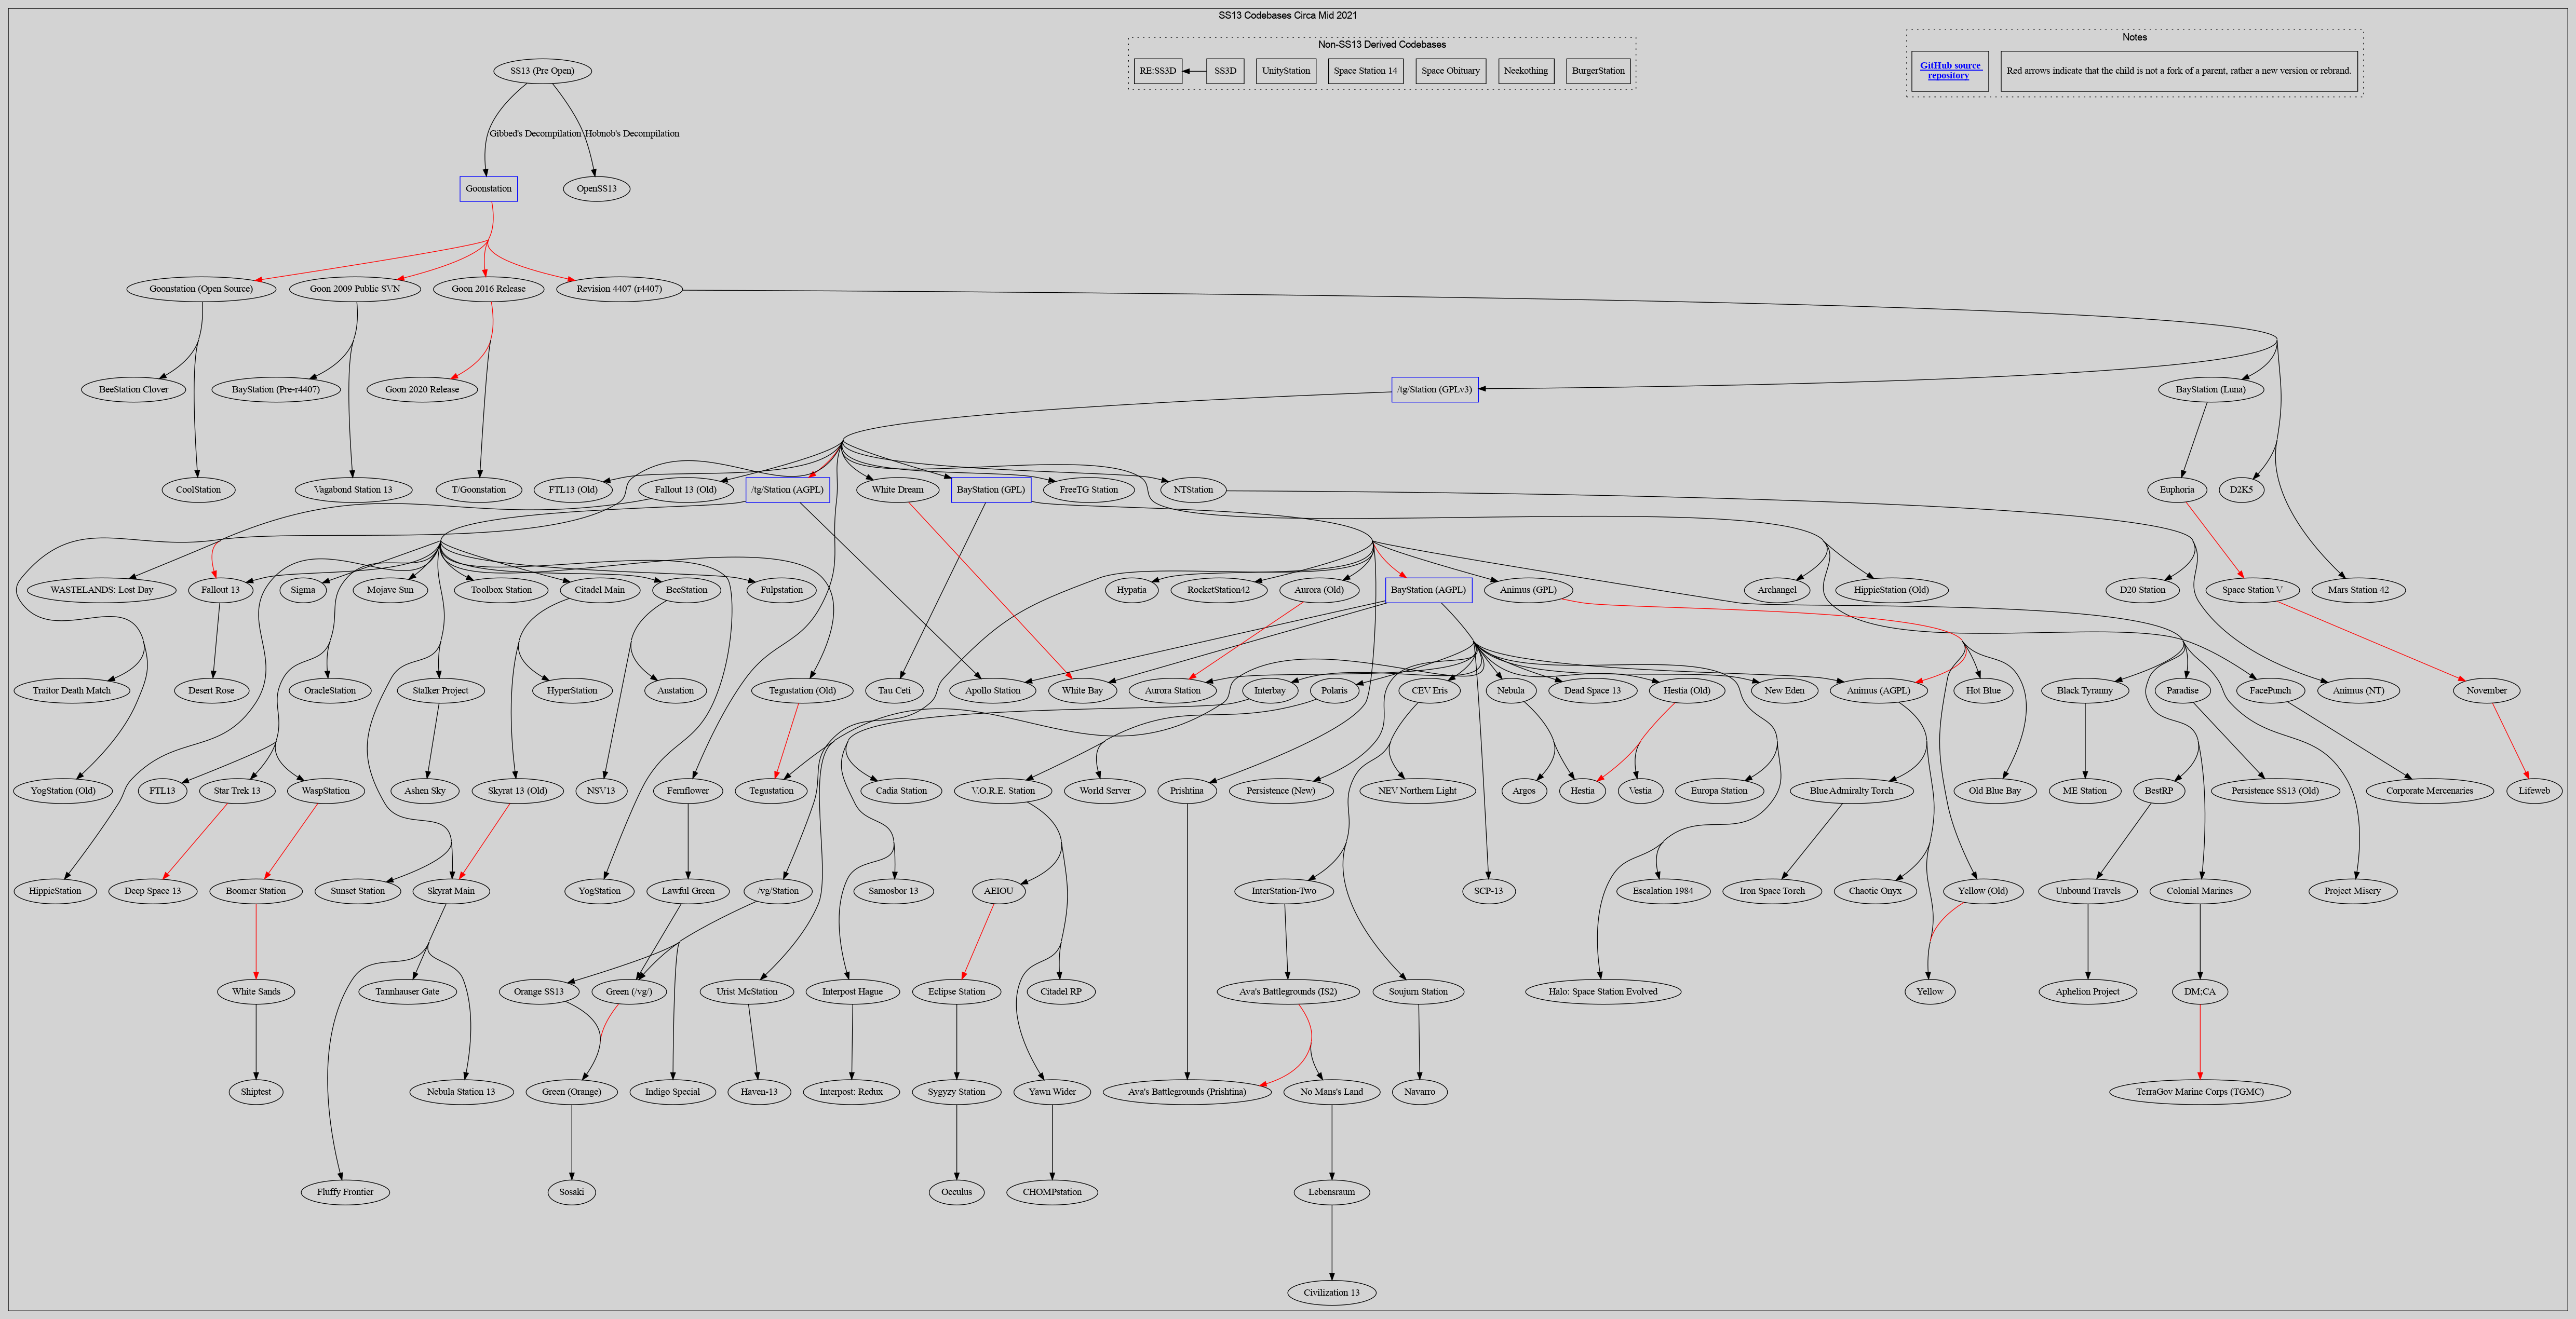 SS13 Codebases Circa Mid 2021
Non-SS13 Derived Codebases
RE:SS3D
SS3D
UnityStation
Space Station 14
Space Obituary
Neekothing
BurgerStation
Notes
GitHub source
repository
Red arrows indicate that the child is not a fork of a parent, rather a new version or rebrand.
SS13 (Pre Open)
Gibbed's Decompilation
Hobnob's Decompilation
Goonstation
OpenSS13
Goonstation (Open Source)
Goon 2009 Public SVN
Goon 2016 Release
Revision 4407 (r4407)
BeeStation Clover
BayStation (Pre-r4407)
Goon 2020 Release
/tg/Station (GPLv3)
BayStation (Luna)
CoolStation
Vagabond Station 13
T/Goonstation
FTL13 (Old)
Fallout 13 (Old)
/tg/Station (AGPL)
White Dream
BayStation (GPL)
FreeTG Station
NTStation
Euphoria
D2K5
WASTELANDS: Lost Day
Fallout 13
Sigma
Mojave Sun
Toolbox Station
Citadel Main
BeeStation
Fulpstation
Hypatia
RocketStation42
Aurora (Old)
BayStation (AGPL)
Animus (GPL)
Archangel
HippieStation (Old)
D20 Station
Space Station V
Mars Station 42
Traitor Death Match
Desert Rose
OracleStation
Stalker Project
HyperStation
Austation
Tegustation (Old)
Tau Ceti
Apollo Station
White Bay
Aurora Station
Interbay
Polaris
CEV Eris
Nebula
Dead Space 13
Hestia (Old)
New Eden
Animus (AGPL)
Hot Blue
Black Tyranny
Paradise
FacePunch
Animus (NT)
November
YogStation (Old)
FTL13
Star Trek 13
WaspStation
Ashen Sky
Skyrat 13 (Old)
NSV13
Fernflower
Tegustation
Cadia Station
V.O.R.E. Station
World Server
Prishtina
Persistence (New)
NEV Northern Light
Argos
Hestia
Vestia
Europa Station
Blue Admiralty Torch
Old Blue Bay
ME Station
BestRP
Persistence SS13 (Old)
Corporate Mercenaries
Lifeweb
HippieStation
Deep Space 13
Boomer Station
Sunset Station
Skyrat Main
YogStation
Lawful Green
/vg/Station
Samosbor 13
AEIOU
InterStation-Two
SCP-13
Escalation 1984
Iron Space Torch
Chaotic Onyx
Yellow (Old)
Unbound Travels
Colonial Marines
Project Misery
White Sands
Tannhauser Gate
Orange SS13
Green (/vg/)
Urist McStation
Interpost Hague
Eclipse Station
Citadel RP
Ava's Battlegrounds (IS2)
Soujurn Station
Halo: Space Station Evolved
Yellow
Aphelion Project
DM;CA
Shiptest
Nebula Station 13
Green (Orange)
Indigo Special
Haven-13
Interpost: Redux
Sygyzy Station
Yawn Wider
Ava's Battlegrounds (Prishtina)
No Mans's Land
Navarro
TerraGov Marine Corps (TGMC)
Fluffy Frontier
Sosaki
Occulus
CHOMPstation
Lebensraum
Civilization 13